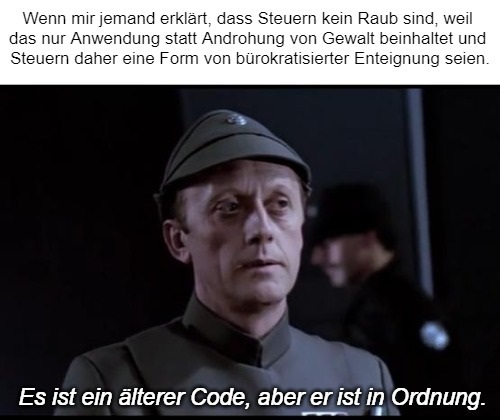 Wenn mir jemand erklärt, dass Steuern kein Raub sind, weil
das nur Anwendung statt Androhung von Gewalt beinhaltet und
Steuern daher eine Form von bürokratisierter Enteignung seien.
Es ist ein älterer Code, aber er ist in Ordnung.